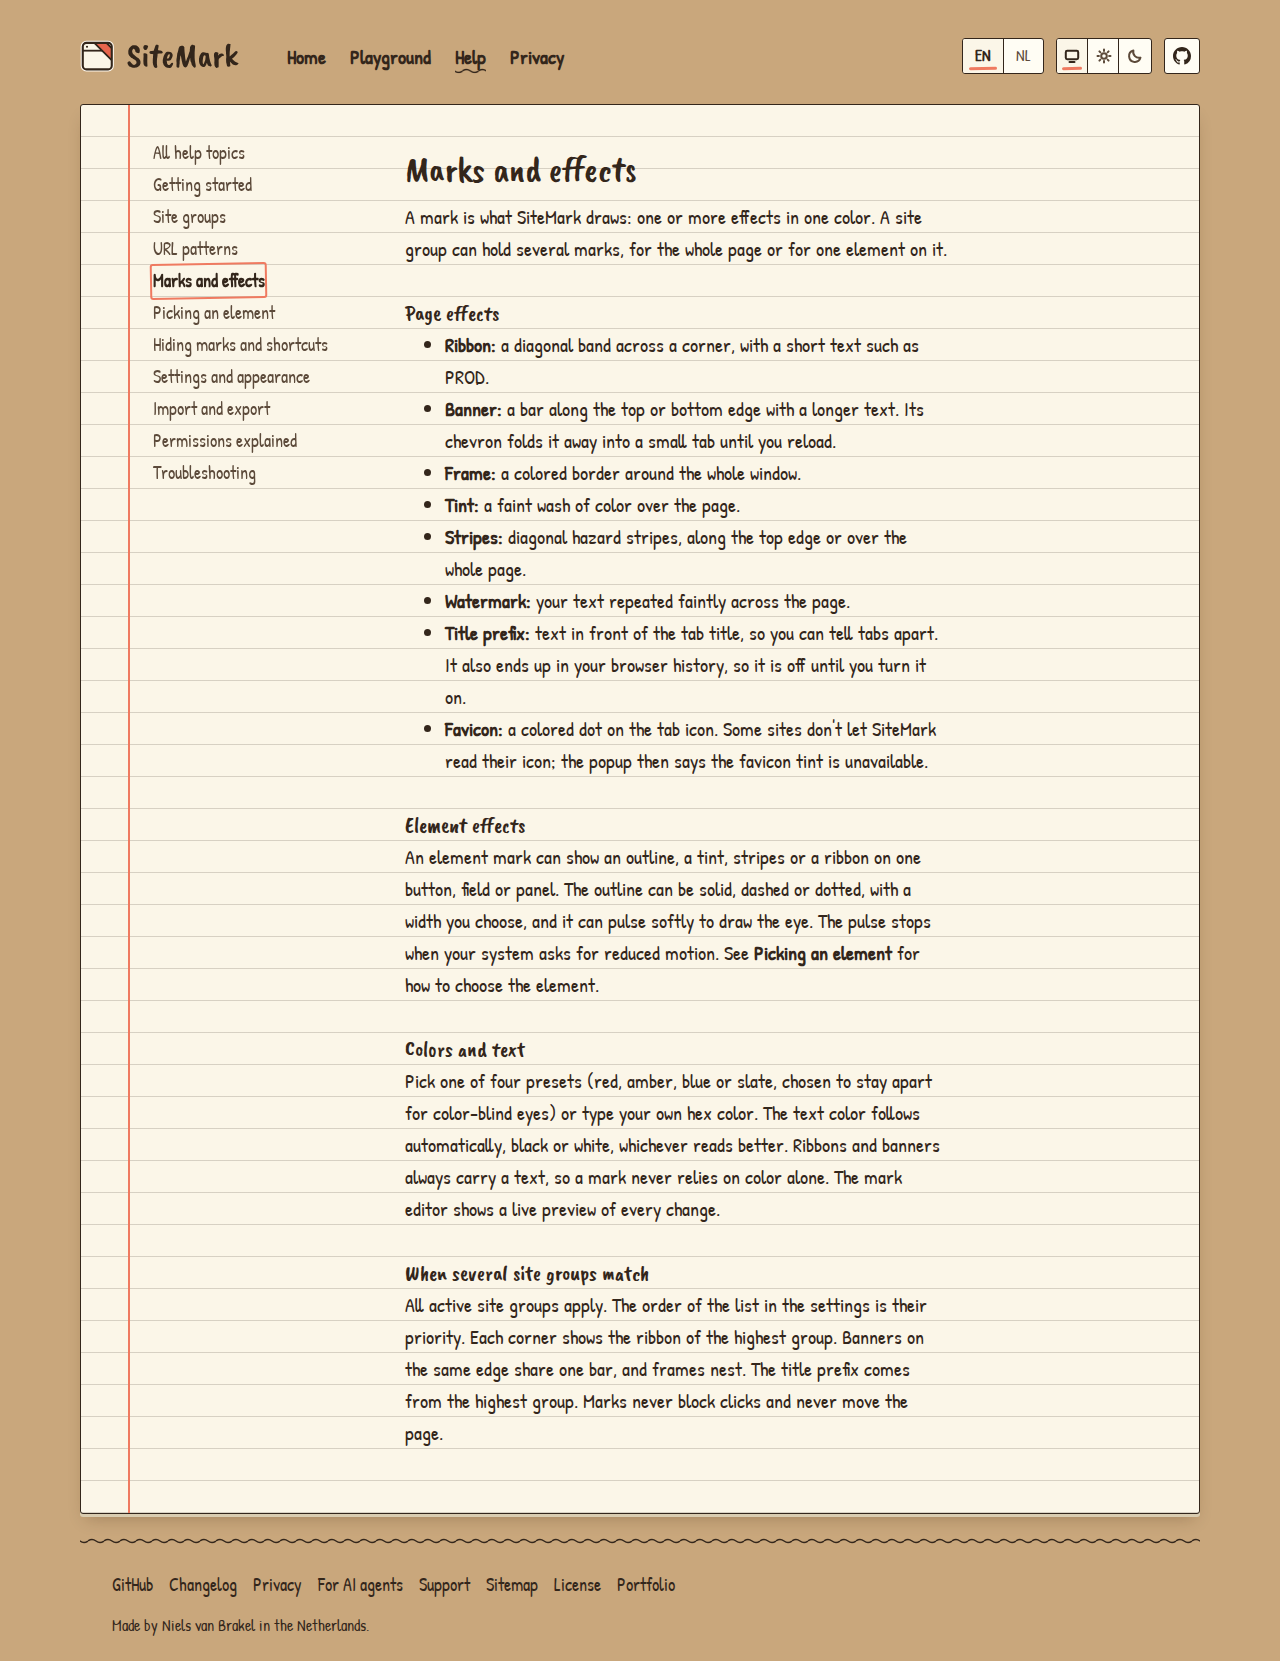 SiteMark
Home Playground Help Privacy
EN NL
All help topics
Getting started
Site groups
URL patterns
Marks and effects
Picking an element
Hiding marks and shortcuts
Settings and appearance
Import and export
Permissions explained
Troubleshooting
Marks and effects
A mark is what SiteMark draws: one or more effects in one color. A site
group can hold several marks, for the whole page or for one element on it.
Page effects
• Ribbon: a diagonal band across a corner, with a short text such as
PROD.
• Banner: a bar along the top or bottom edge with a longer text. Its
chevron folds it away into a small tab until you reload.
• Frame: a colored border around the whole window.
• Tint: a faint wash of color over the page.
• Stripes: diagonal hazard stripes, along the top edge or over the
whole page.
• Watermark: your text repeated faintly across the page.
• Title prefix: text in front of the tab title, so you can tell tabs apart.
It also ends up in your browser history, so it is off until you turn it
on.
• Favicon: a colored dot on the tab icon. Some sites don't let SiteMark
read their icon; the popup then says the favicon tint is unavailable.
Element effects
An element mark can show an outline, a tint, stripes or a ribbon on one
button, field or panel. The outline can be solid, dashed or dotted, with a
width you choose, and it can pulse softly to draw the eye. The pulse stops
when your system asks for reduced motion. See Picking an element for
how to choose the element.
Colors and text
Pick one of four presets (red, amber, blue or slate, chosen to stay apart
for color-blind eyes) or type your own hex color. The text color follows
automatically, black or white, whichever reads better. Ribbons and banners
always carry a text, so a mark never relies on color alone. The mark
editor shows a live preview of every change.
When several site groups match
All active site groups apply. The order of the list in the settings is their
priority. Each corner shows the ribbon of the highest group. Banners on
the same edge share one bar, and frames nest. The title prefix comes
from the highest group. Marks never block clicks and never move the
page.
GitHub Changelog Privacy For AI agents Support Sitemap License Portfolio
Made by Niels van Brakel in the Netherlands.